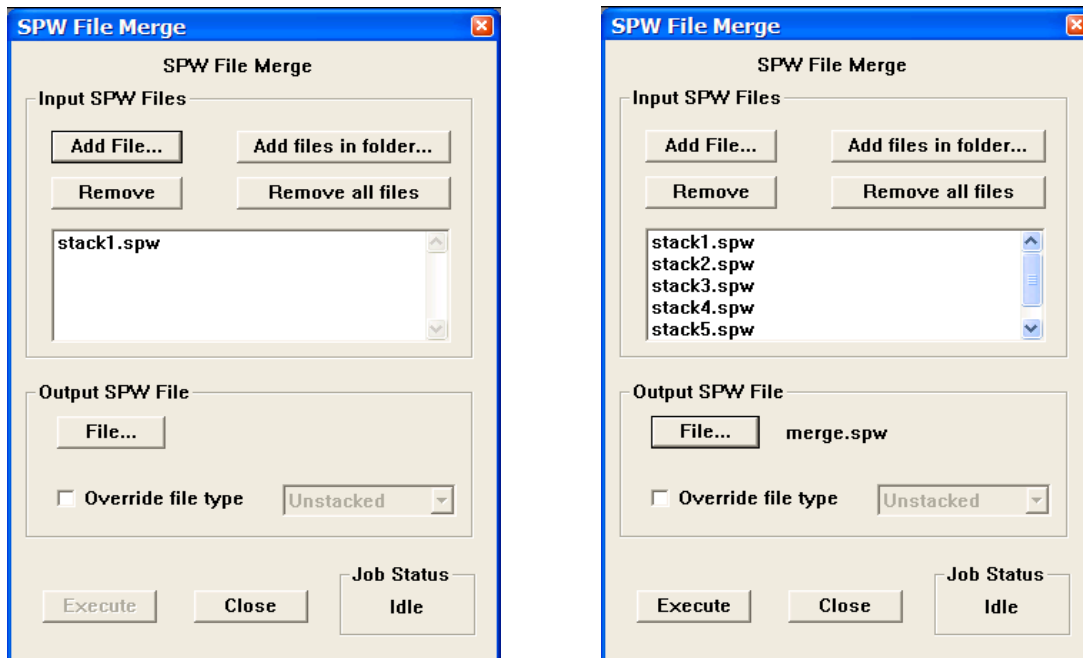 SPW File Merge
SPW File Merge
Input SPW Files
Add File... Add files in folder...
Remove Remove all files
stack1.spw
Output SPW File
File...
Override file type Unstacked
Job Status
Execute Close Idle
SPW File Merge
SPW File Merge
Input SPW Files
Add File... Add files in folder...
Remove Remove all files
stack1.spw
stack2.spw
stack3.spw
stack4.spw
stack5.spw
Output SPW File
File... merge.spw
Override file type Unstacked
Job Status
Execute Close Idle